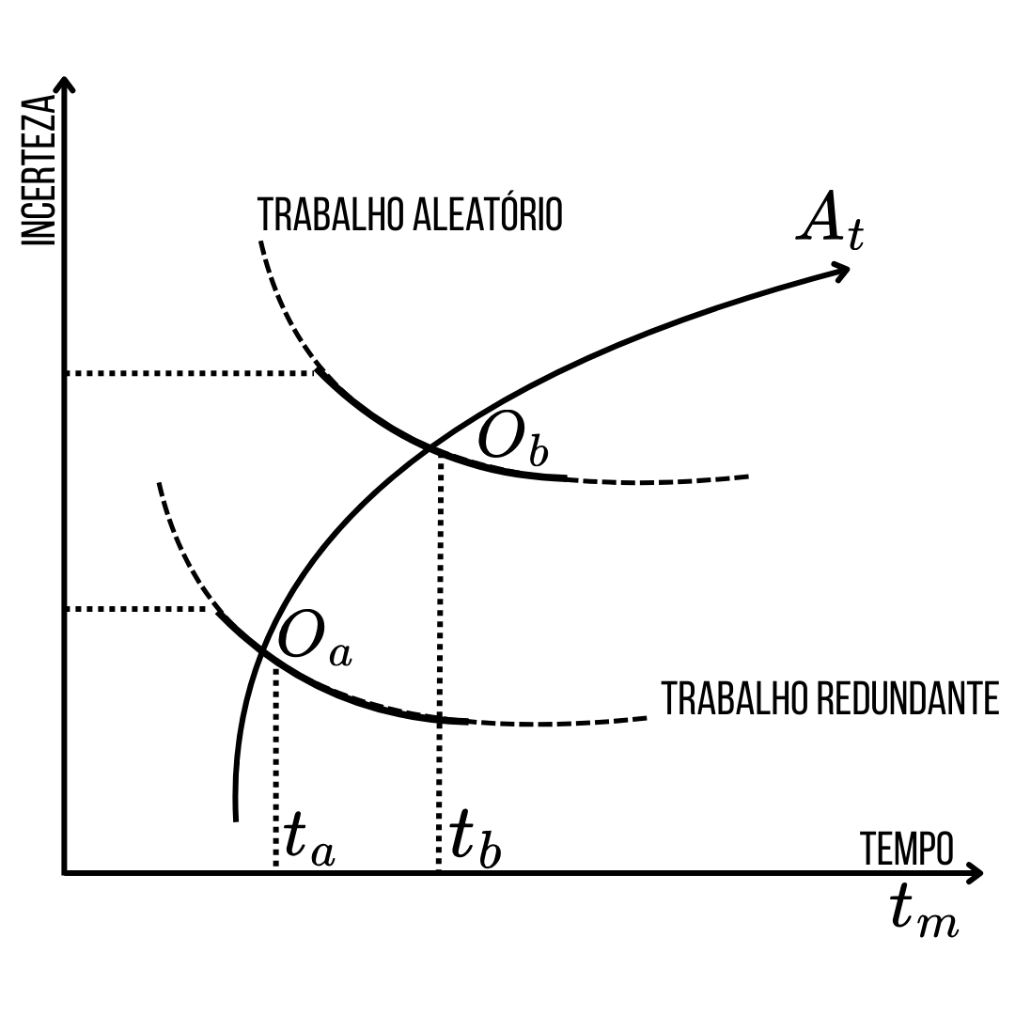 INCERTEZA
TRABALHO ALEATÓRIO
A_t
O_b
O_a
TRABALHO REDUNDANTE
t_a
t_b
TEMPO
t_m